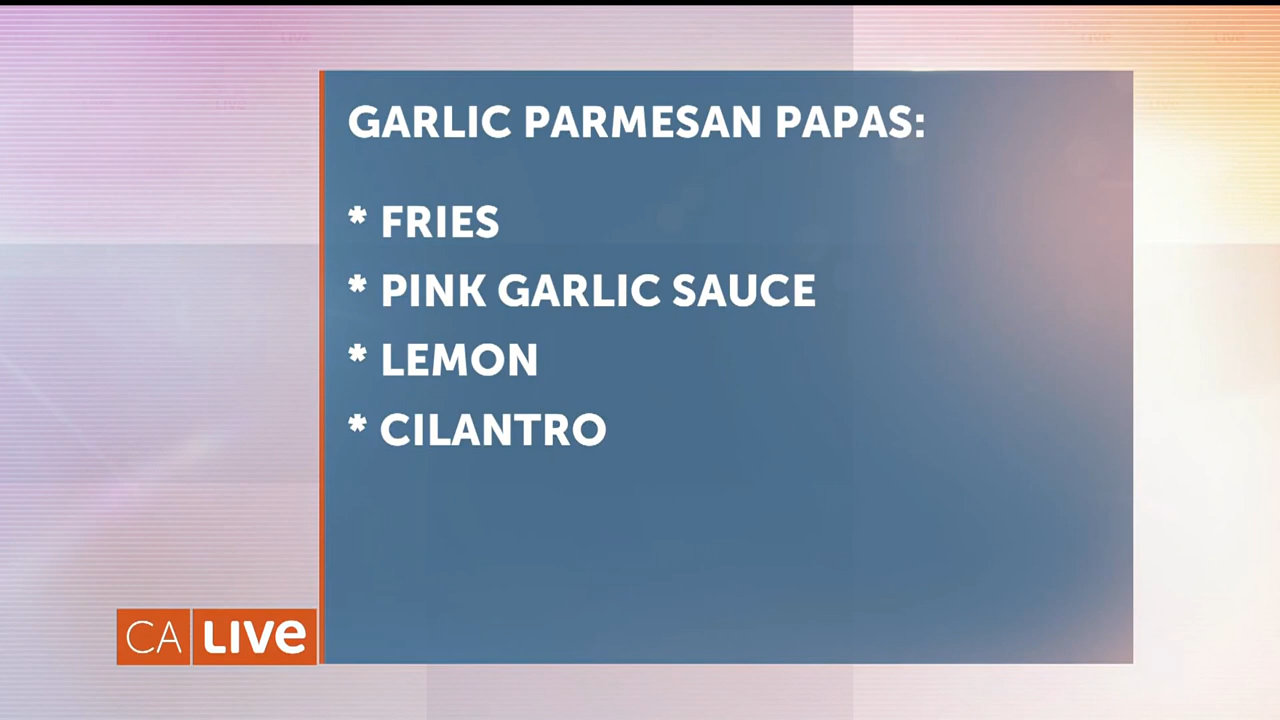 GARLIC PARMESAN PAPAS:
* FRIES
* PINK GARLIC SAUCE
* LEMON
* CILANTRO
CA LIVE